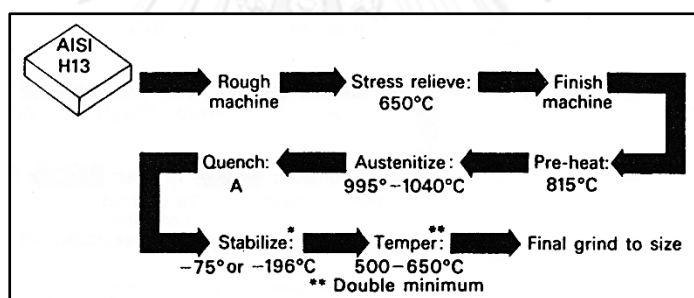 AISI
H13
Rough
machine
Stress relieve:
650°C
Finish
machine
Pre-heat:
815°C
Austenitize:
995°–1040°C
Quench:
A
Stabilize:*
−75° or −196°C
Temper:**
500–650°C
Final grind to size
** Double minimum